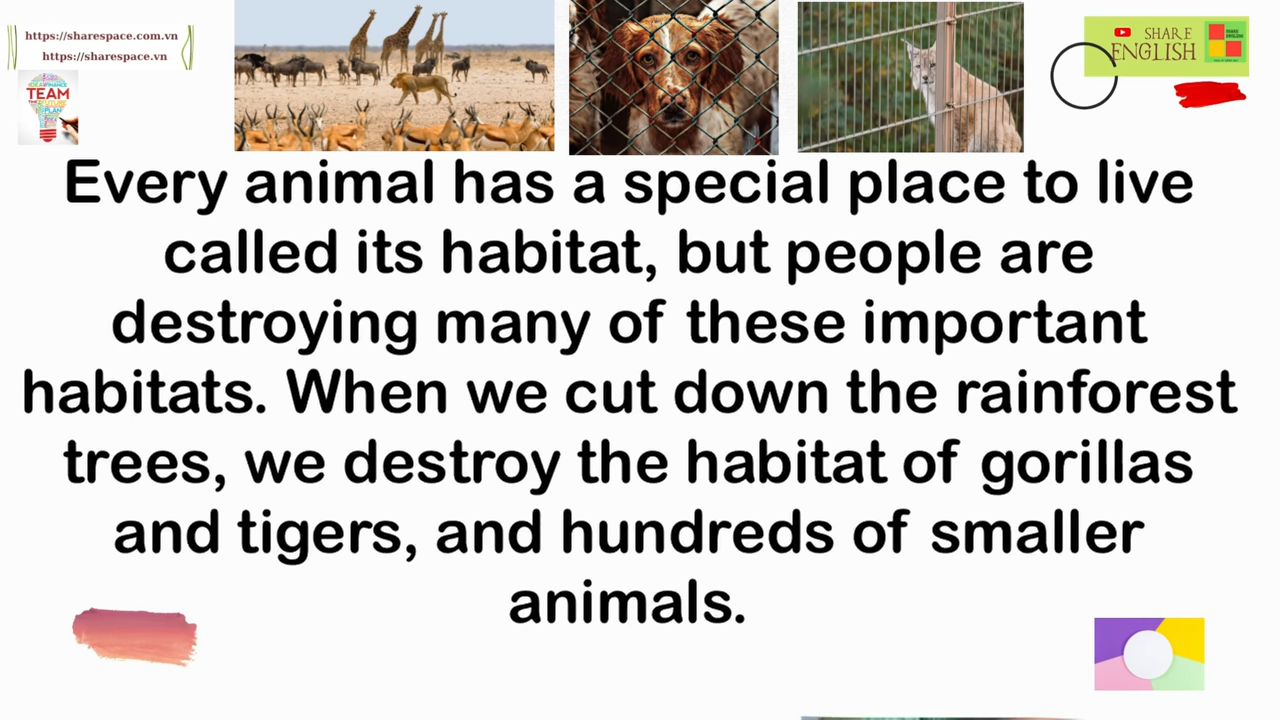 https://sharespace.com.vn
https://sharespace.vn
TEAM
PLAN
SHARE
ENGLISH
Every animal has a special place to live
called its habitat, but people are
destroying many of these important
habitats. When we cut down the rainforest
trees, we destroy the habitat of gorillas
and tigers, and hundreds of smaller
animals.